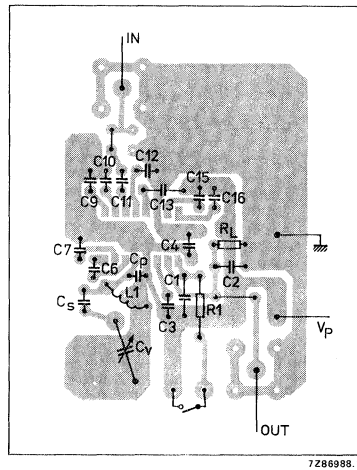 IN
C10 C12
C15
C9 C11 C13 C16
C7 C6 Cp C4 RL
C1 C2
L1
Cs C3 R1
Cv
VP
OUT
7Z86988.